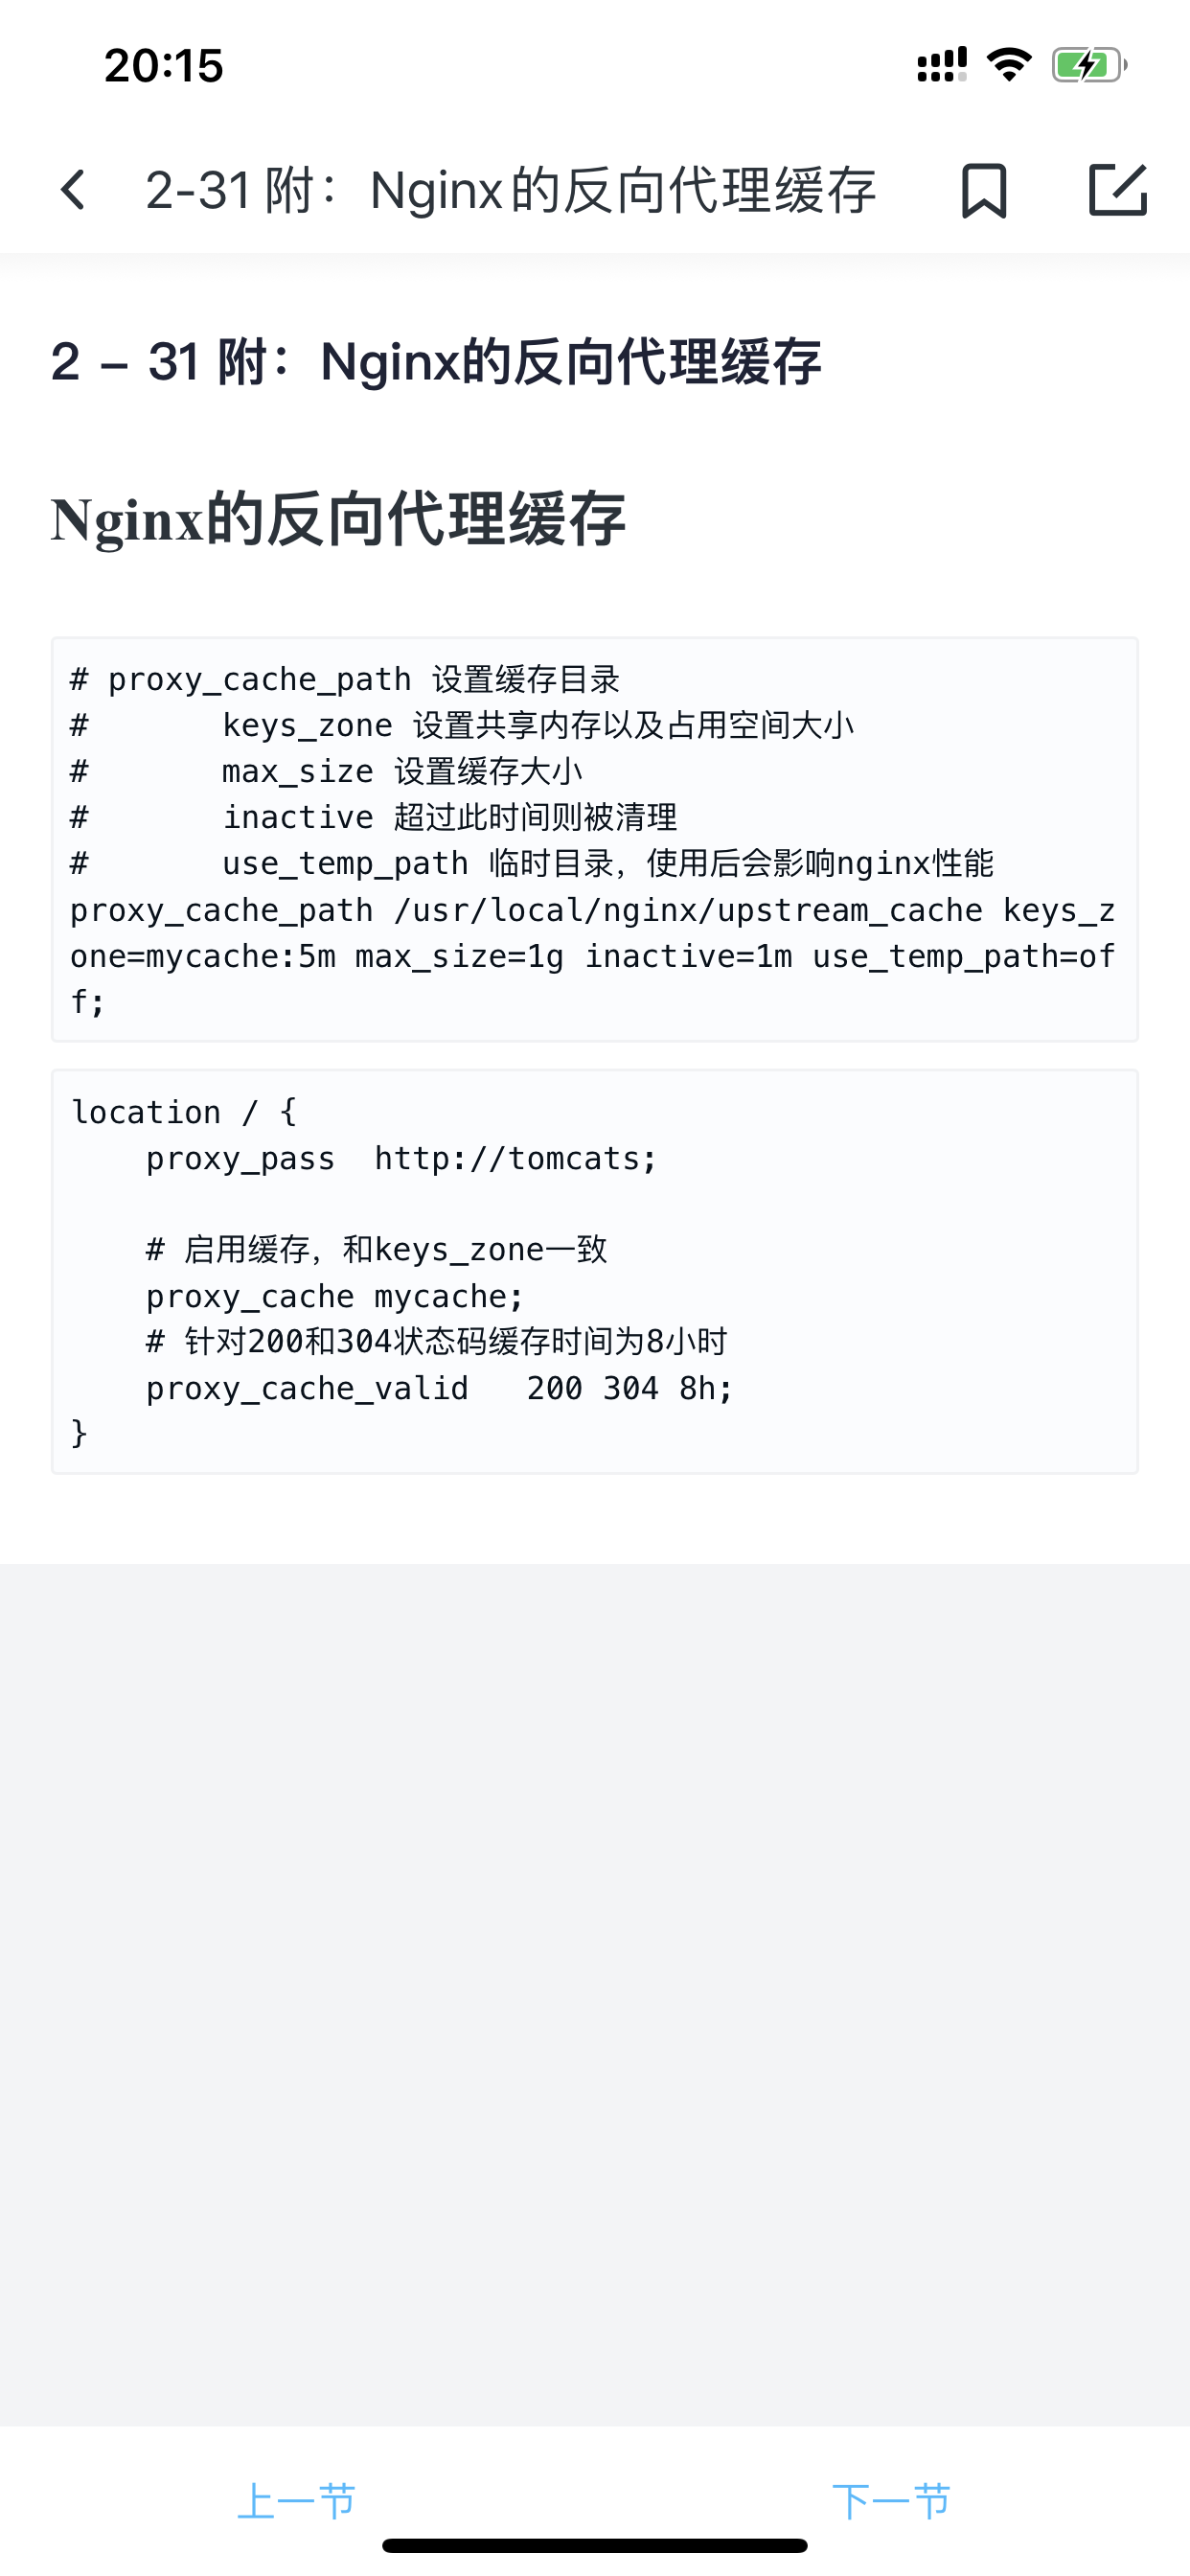 20:15
2-31 附：Nginx的反向代理缓存
2 – 31 附：Nginx的反向代理缓存
Nginx的反向代理缓存
# proxy_cache_path 设置缓存目录
#       keys_zone 设置共享内存以及占用空间大小
#       max_size 设置缓存大小
#       inactive 超过此时间则被清理
#       use_temp_path 临时目录，使用后会影响nginx性能
proxy_cache_path /usr/local/nginx/upstream_cache keys_z
one=mycache:5m max_size=1g inactive=1m use_temp_path=of
f;
location / {
    proxy_pass  http://tomcats;
    # 启用缓存，和keys_zone一致
    proxy_cache mycache;
    # 针对200和304状态码缓存时间为8小时
    proxy_cache_valid   200 304 8h;
}
上一节
下一节